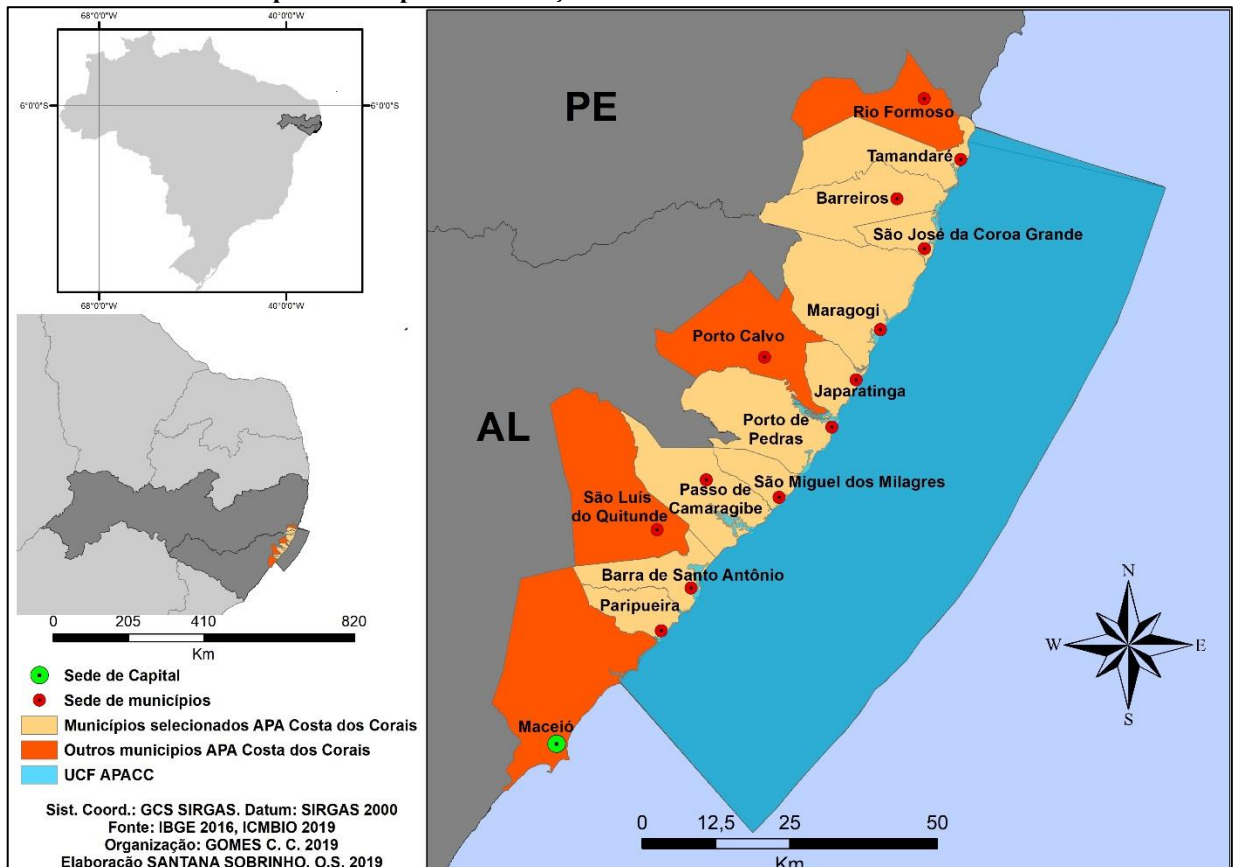 68°0'0"W
40°0'0"W
6°0'0"S
6°0'0"S
68°0'0"W
40°0'0"W
0
205
410
820
Km
Sede de Capital
Sede de municípios
Municípios selecionados APA Costa dos Corais
Outros municipios APA Costa dos Corais
UCF APACC
Sist. Coord.: GCS SIRGAS. Datum: SIRGAS 2000
Fonte: IBGE 2016, ICMBIO 2019
Organização: GOMES C. C. 2019
Elaboração SANTANA SOBRINHO, O.S. 2019
PE
AL
Rio Formoso
Tamandaré
Barreiros
São José da Coroa Grande
Maragogi
Porto Calvo
Japaratinga
Porto de
Pedras
São Miguel dos Milagres
Passo de
Camaragibe
São Luís
do Quitunde
Barra de Santo Antônio
Paripueira
Maceió
N
W
E
S
0
12,5
25
50
Km